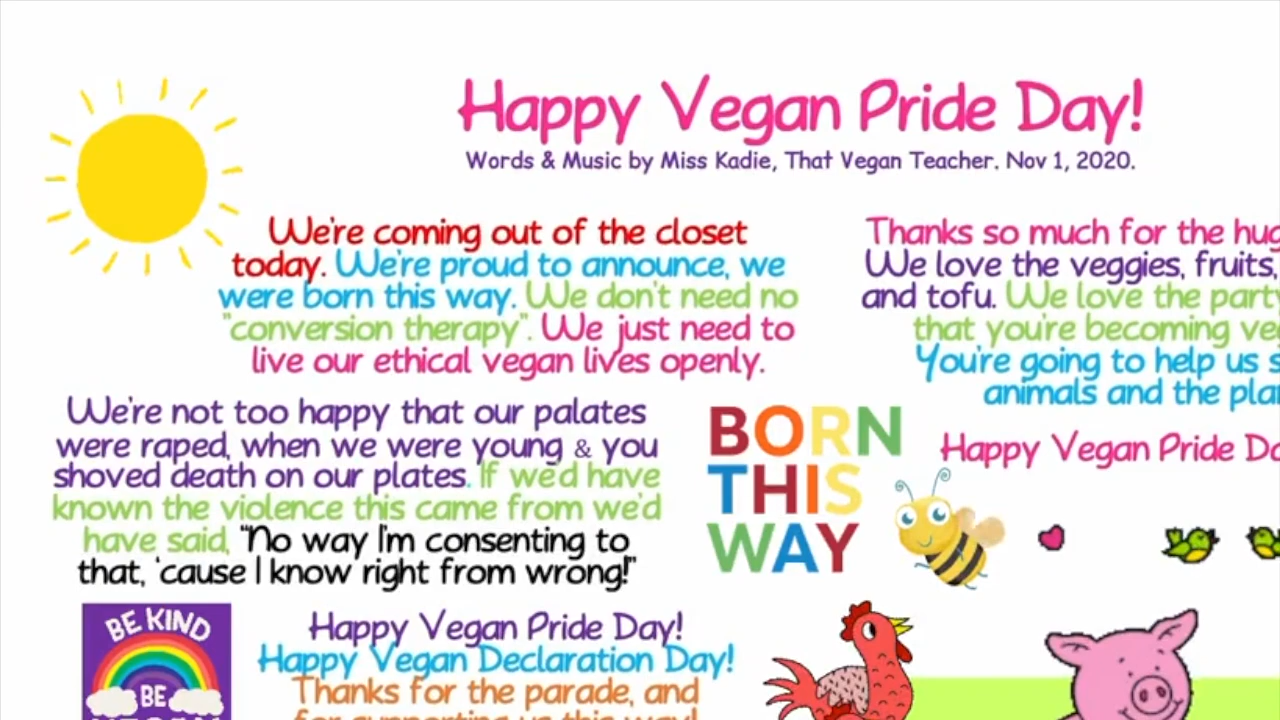 Happy Vegan Pride Day!
Words & Music by Miss Kadie, That Vegan Teacher. Nov 1, 2020.
We're coming out of the closet
today. We're proud to announce, we
were born this way. We don't need no
"conversion therapy". We just need to
live our ethical vegan lives openly.
We're not too happy that our palates
were raped, when we were young & you
shoved death on our plates. If we'd have
known the violence this came from we'd
have said, "No way I'm consenting to
that, 'cause I know right from wrong!"
BORN
THIS
WAY
Thanks so much for the
We love the veggies, fruits,
and tofu. We love the party
that you're becoming
You're going to help us
animals and the
Happy Vegan Pride
BE KIND
BE
VEGAN
Happy Vegan Pride Day!
Happy Vegan Declaration Day!
Thanks for the parade, and
for supporting us this way!